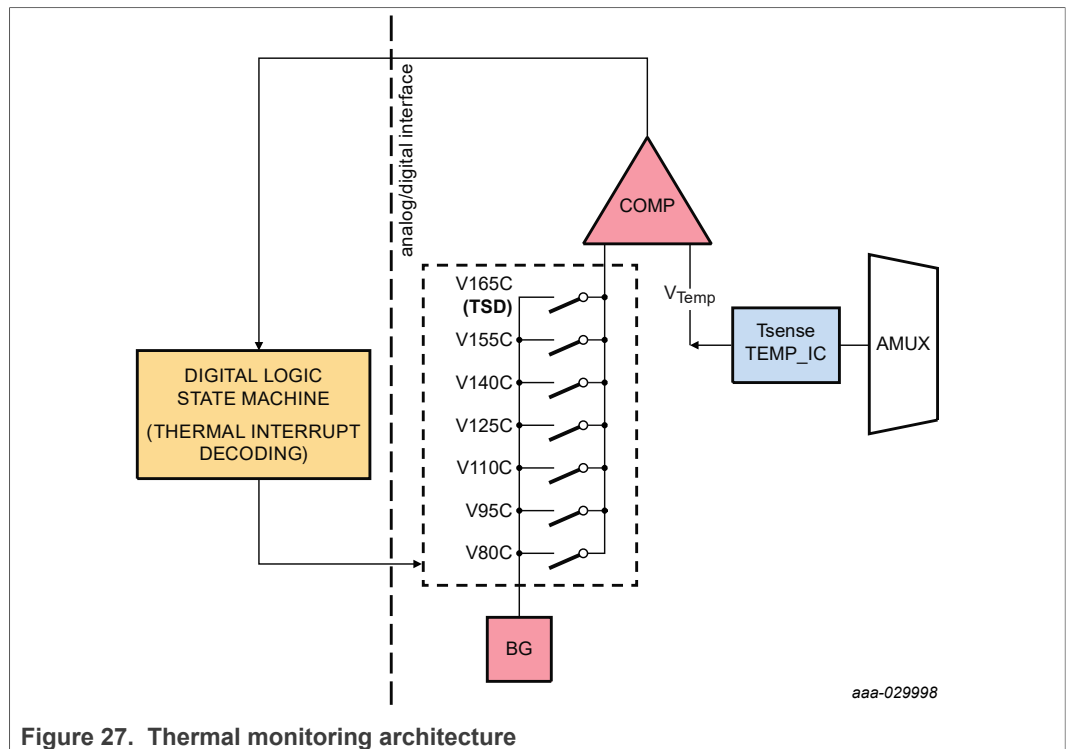 analog/digital interface
COMP
V165C
(TSD)
V155C
V140C
V125C
V110C
V95C
V80C
VTemp
Tsense
TEMP_IC
AMUX
DIGITAL LOGIC
STATE MACHINE
(THERMAL INTERRUPT
DECODING)
BG
aaa-029998
Figure 27. Thermal monitoring architecture